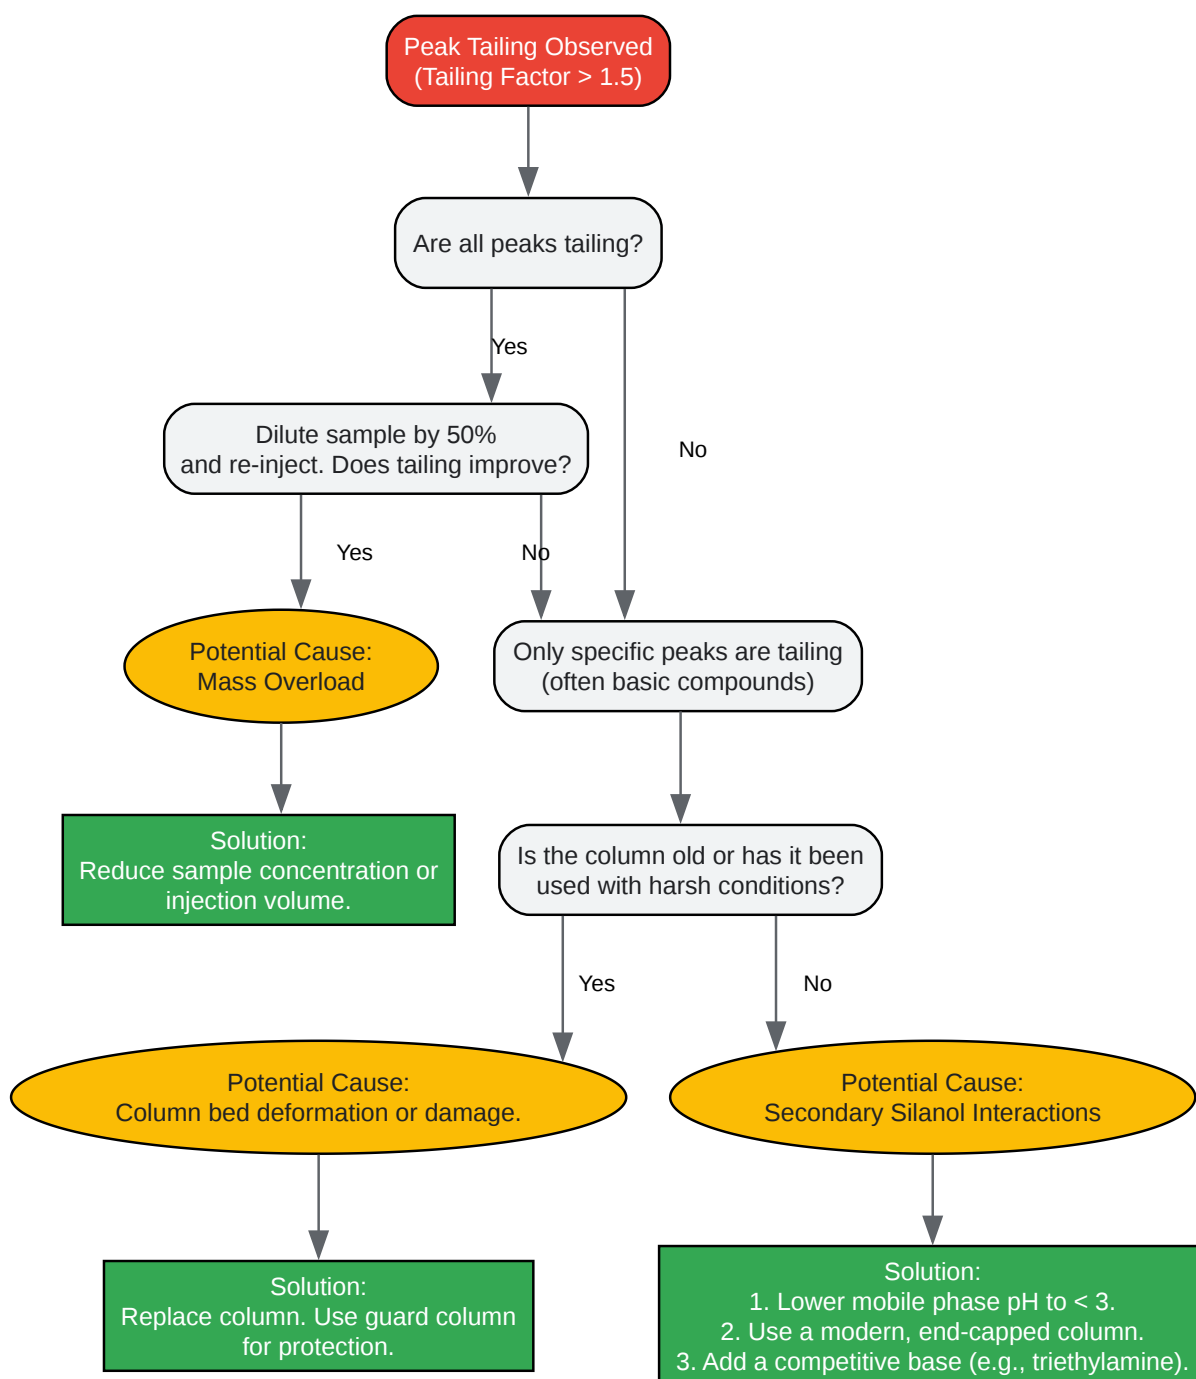 Peak Tailing Observed
(Tailing Factor > 1.5)
Are all peaks tailing?
Yes
No
Dilute sample by 50%
and re-inject. Does tailing improve?
Yes
No
Potential Cause:
Mass Overload
Only specific peaks are tailing
(often basic compounds)
Solution:
Reduce sample concentration or
injection volume.
Is the column old or has it been
used with harsh conditions?
Yes
No
Potential Cause:
Column bed deformation or damage.
Potential Cause:
Secondary Silanol Interactions
Solution:
Replace column. Use guard column
for protection.
Solution:
1. Lower mobile phase pH to < 3.
2. Use a modern, end-capped column.
3. Add a competitive base (e.g., triethylamine).